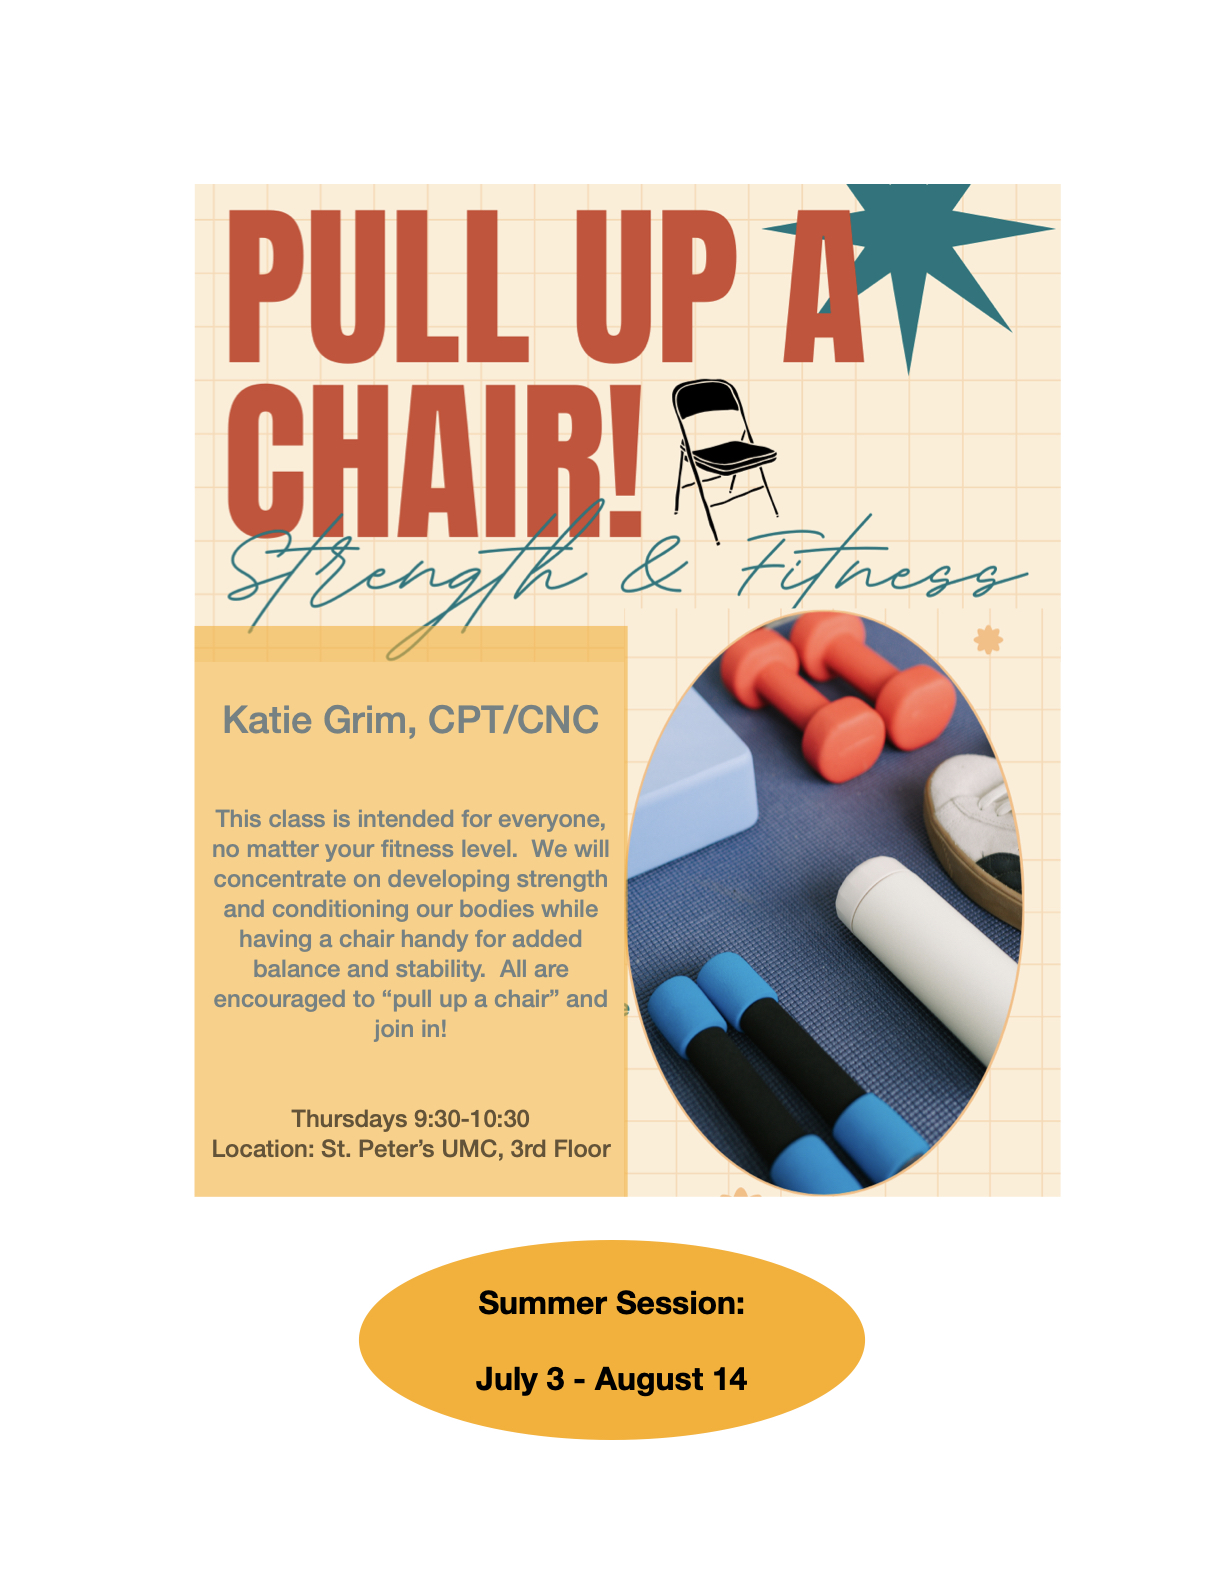 PULL UP A
CHAIR!
Strength & Fitness
Katie Grim, CPT/CNC
This class is intended for everyone,
no matter your fitness level.  We will
concentrate on developing strength
and conditioning our bodies while
having a chair handy for added
balance and stability.  All are
encouraged to “pull up a chair” and
join in!
Thursdays 9:30-10:30
Location: St. Peter’s UMC, 3rd Floor
Summer Session:
July 3 - August 14